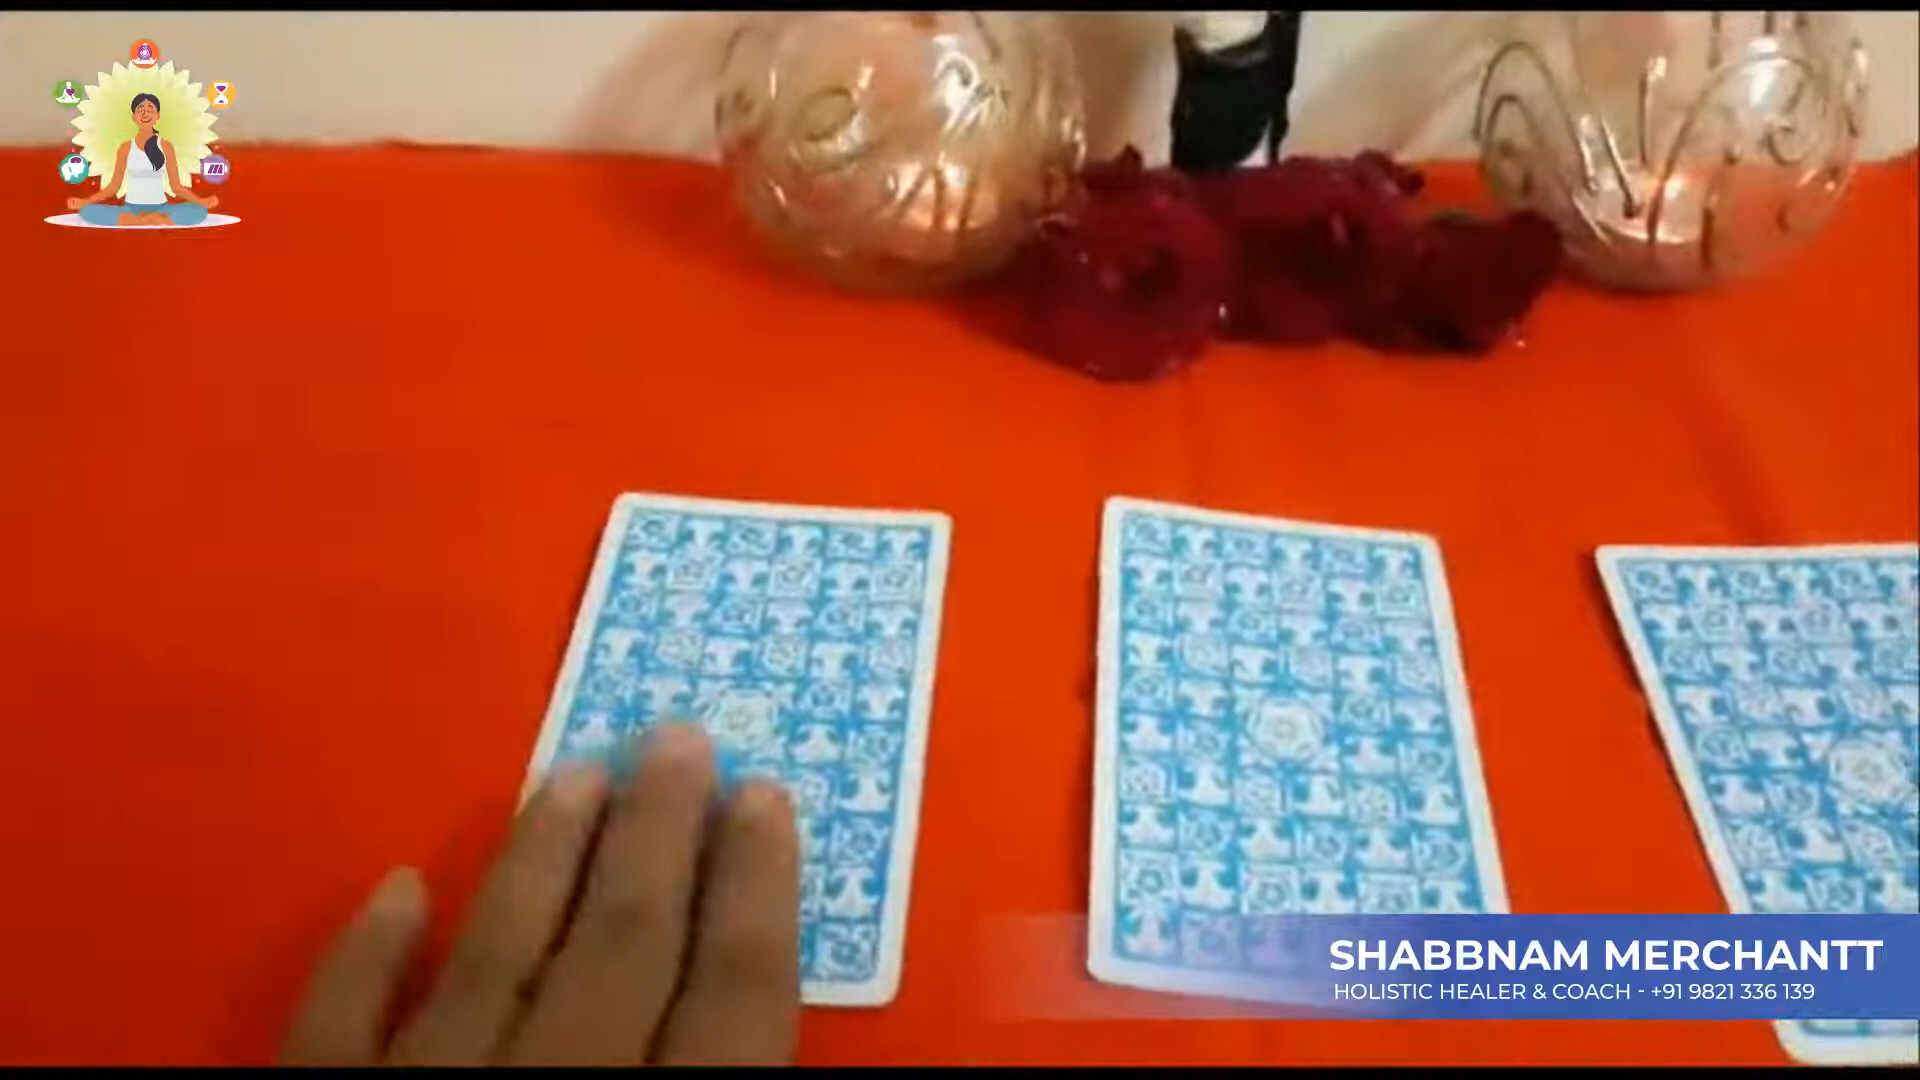 SHABBNAM MERCHANTT
HOLISTIC HEALER & COACH - +91 9821 336 139